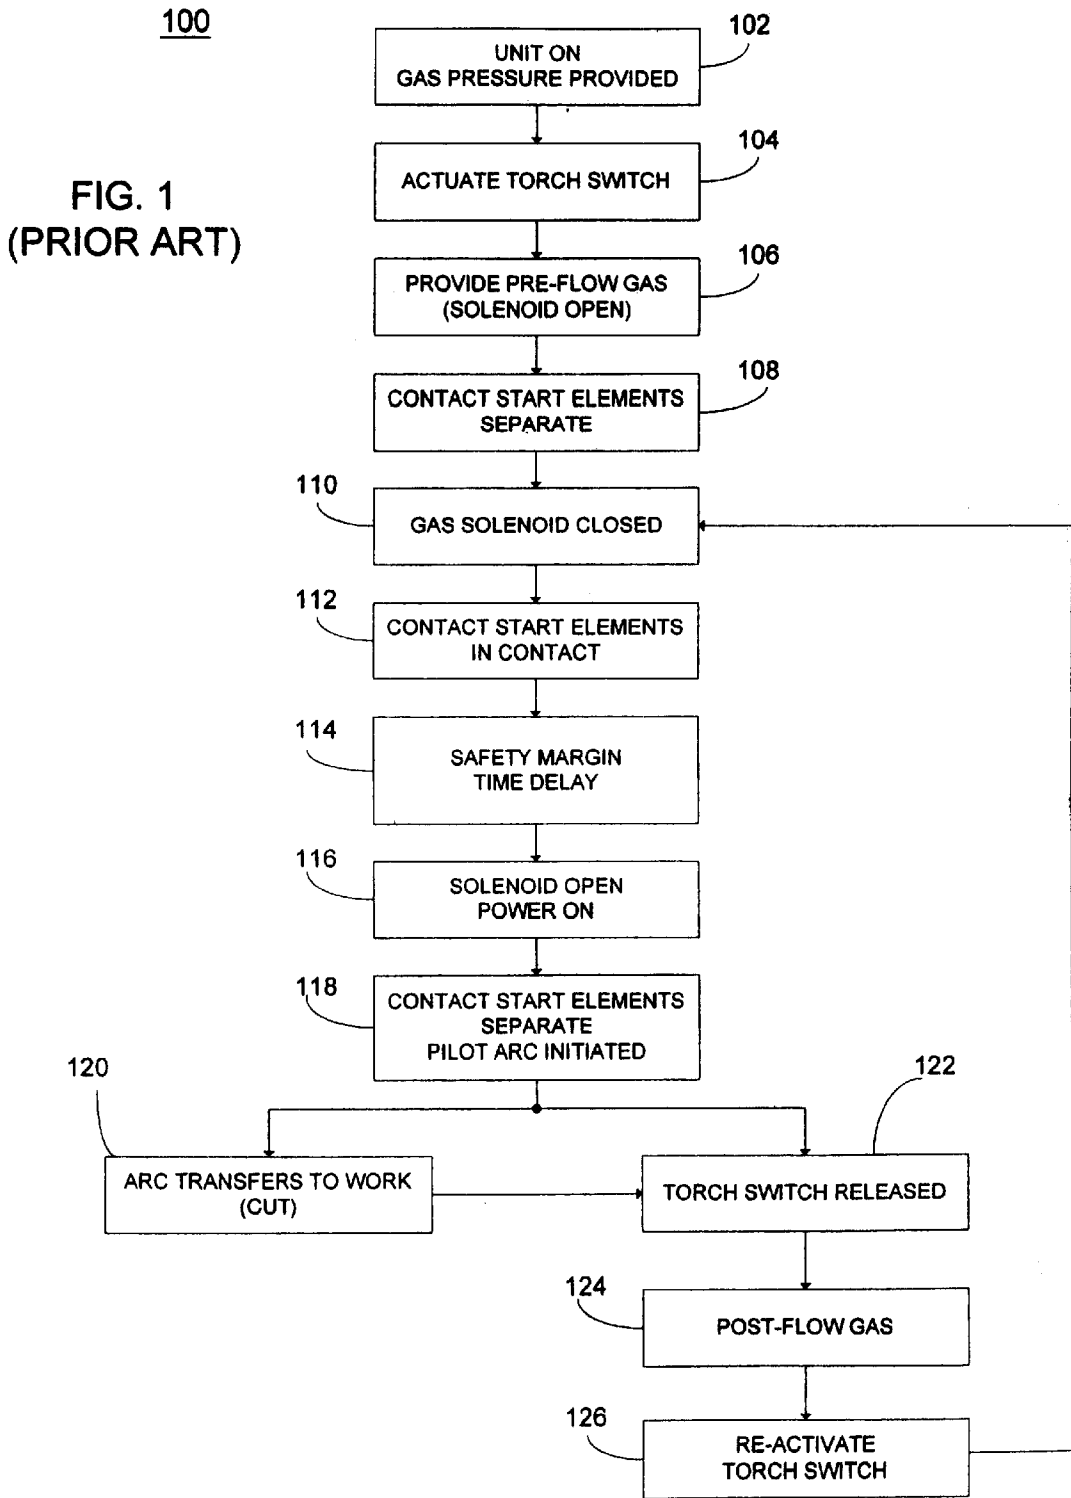 100
102
UNIT ON
GAS PRESSURE PROVIDED
104
ACTUATE TORCH SWITCH
FIG. 1
(PRIOR ART)
106
PROVIDE PRE-FLOW GAS
(SOLENOID OPEN)
108
CONTACT START ELEMENTS
SEPARATE
110
GAS SOLENOID CLOSED
112
CONTACT START ELEMENTS
IN CONTACT
114
SAFETY MARGIN
TIME DELAY
116
SOLENOID OPEN
POWER ON
118
CONTACT START ELEMENTS
SEPARATE
PILOT ARC INITIATED
120
122
ARC TRANSFERS TO WORK
(CUT)
TORCH SWITCH RELEASED
124
POST-FLOW GAS
126
RE-ACTIVATE
TORCH SWITCH